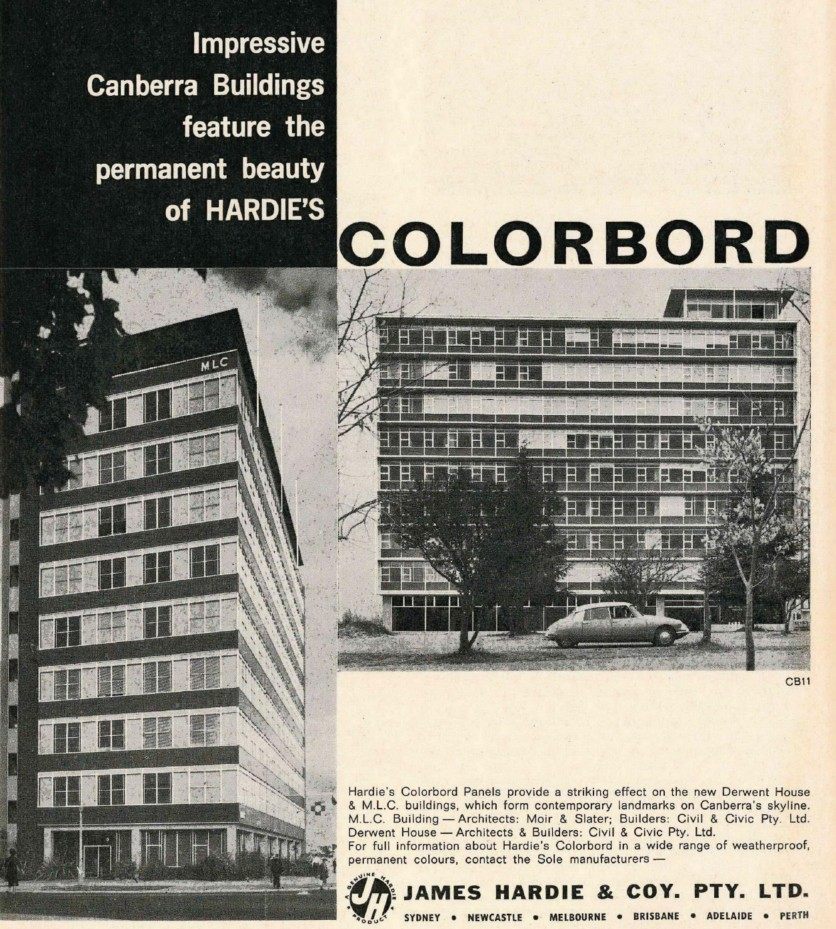 Impressive
Canberra Buildings
feature the
permanent beauty
of HARDIE'S
COLORBORD
MLC
CB11
Hardie's Colorbord Panels provide a striking effect on the new Derwent House
& M.L.C. buildings, which form contemporary landmarks on Canberra's skyline.
M.L.C. Building — Architects: Moir & Slater; Builders: Civil & Civic Pty. Ltd.
Derwent House — Architects & Builders: Civil & Civic Pty. Ltd.
For full information about Hardie's Colorbord in a wide range of weatherproof,
permanent colours, contact the Sole manufacturers —
A GENUINE HARDIE PRODUCT
JH
JAMES HARDIE & COY. PTY. LTD.
SYDNEY • NEWCASTLE • MELBOURNE • BRISBANE • ADELAIDE • PERTH